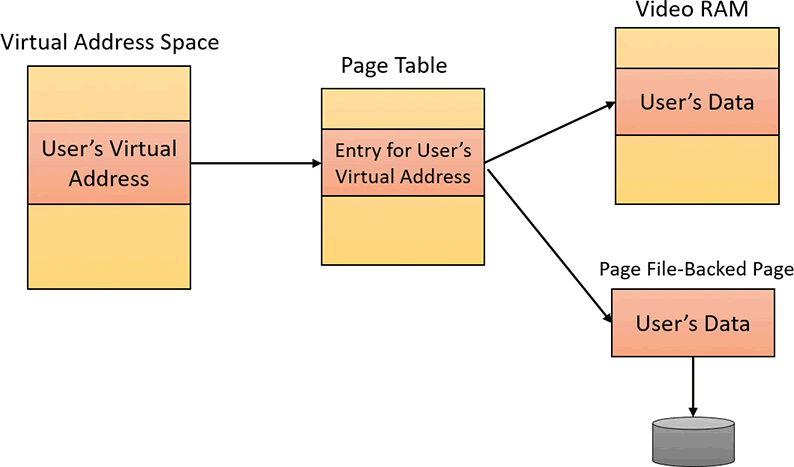 Video RAM
Virtual Address Space
Page Table
User's Data
User's Virtual
Address
Entry for User's
Virtual Address
Page File-Backed Page
User's Data